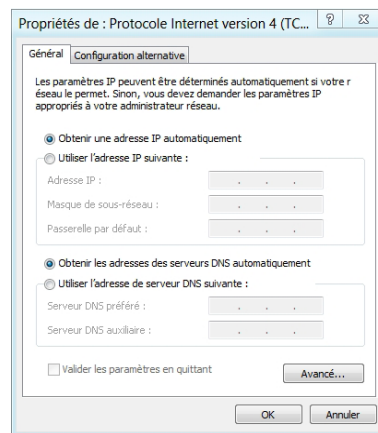 Propriétés de : Protocole Internet version 4 (TC...
Général
Configuration alternative
Les paramètres IP peuvent être déterminés automatiquement si votre r
éseau le permet. Sinon, vous devez demander les paramètres IP
appropriés à votre administrateur réseau.
Obtenir une adresse IP automatiquement
Utiliser l'adresse IP suivante :
Adresse IP :
Masque de sous-réseau :
Passerelle par défaut :
Obtenir les adresses des serveurs DNS automatiquement
Utiliser l'adresse de serveur DNS suivante :
Serveur DNS préféré :
Serveur DNS auxiliaire :
Valider les paramètres en quittant
Avancé...
OK
Annuler